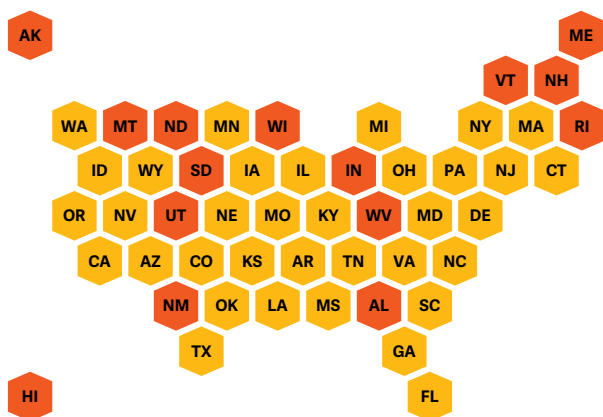 AK ME
VT NH
WA MT ND MN WI MI NY MA RI
ID WY SD IA IL IN OH PA NJ CT
OR NV UT NE MO KY WV MD DE
CA AZ CO KS AR TN VA NC
NM OK LA MS AL SC
TX GA
HI FL